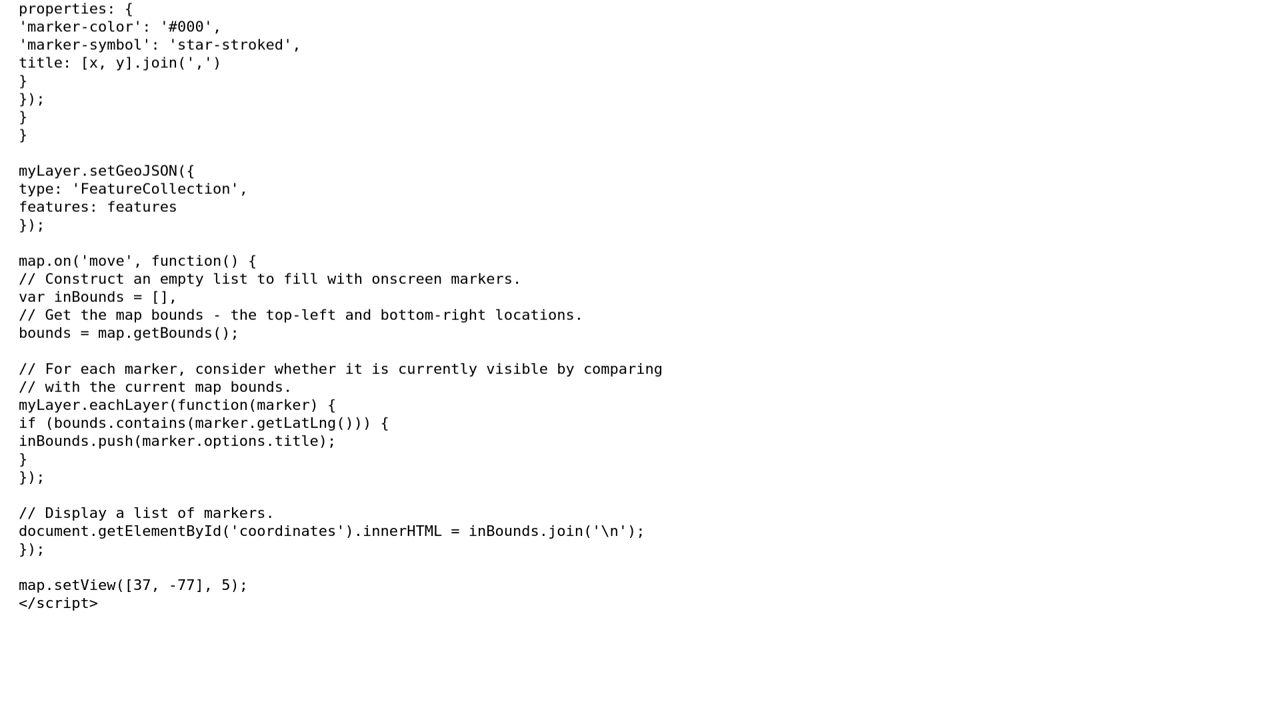 properties: {
'marker-color': '#000',
'marker-symbol': 'star-stroked',
title: [x, y].join(',')
}
});
}
}

myLayer.setGeoJSON({
type: 'FeatureCollection',
features: features
});

map.on('move', function() {
// Construct an empty list to fill with onscreen markers.
var inBounds = [],
// Get the map bounds - the top-left and bottom-right locations.
bounds = map.getBounds();

// For each marker, consider whether it is currently visible by comparing
// with the current map bounds.
myLayer.eachLayer(function(marker) {
if (bounds.contains(marker.getLatLng())) {
inBounds.push(marker.options.title);
}
});

// Display a list of markers.
document.getElementById('coordinates').innerHTML = inBounds.join('\n');
});

map.setView([37, -77], 5);
</script>